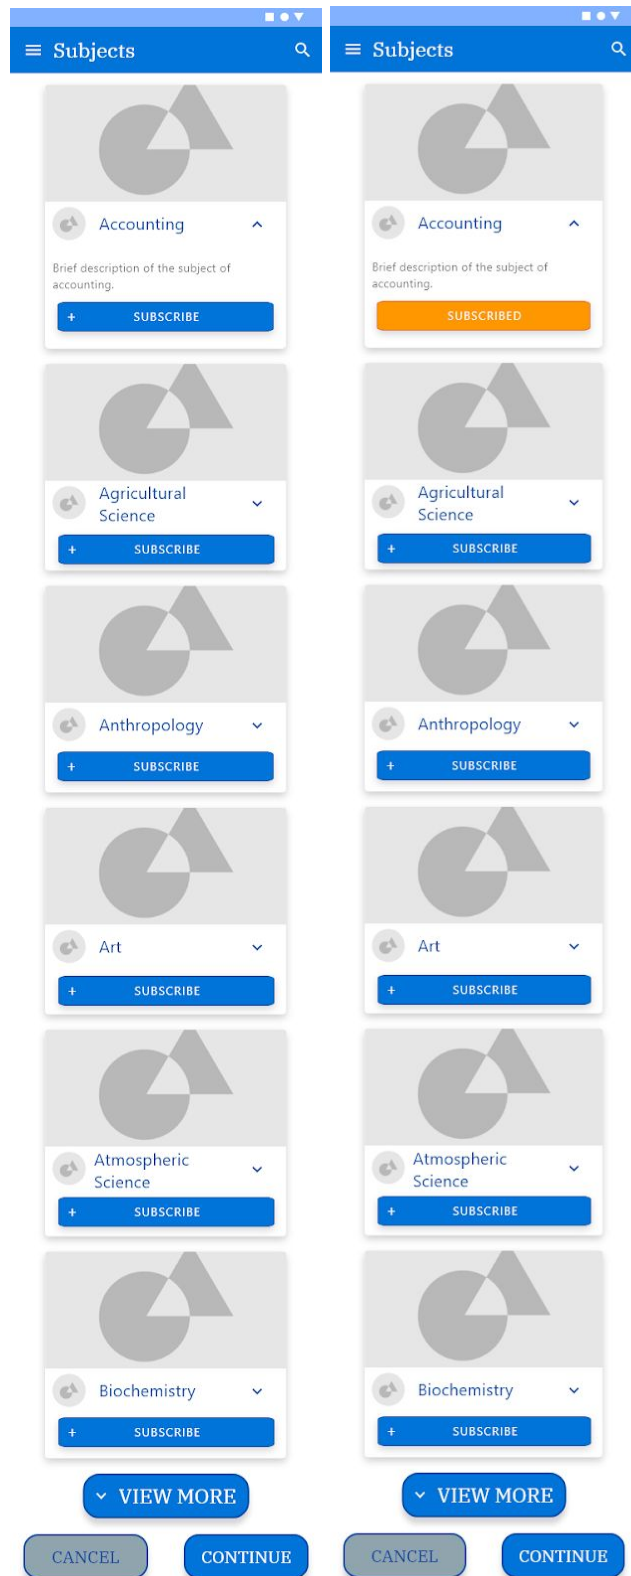 Subjects
Accounting
Brief description of the subject of
accounting.
+ SUBSCRIBE
Agricultural
Science
+ SUBSCRIBE
Anthropology
+ SUBSCRIBE
Art
+ SUBSCRIBE
Atmospheric
Science
+ SUBSCRIBE
Biochemistry
+ SUBSCRIBE
VIEW MORE
CANCEL
CONTINUE
Subjects
Accounting
Brief description of the subject of
accounting.
SUBSCRIBED
Agricultural
Science
+ SUBSCRIBE
Anthropology
+ SUBSCRIBE
Art
+ SUBSCRIBE
Atmospheric
Science
+ SUBSCRIBE
Biochemistry
+ SUBSCRIBE
VIEW MORE
CANCEL
CONTINUE